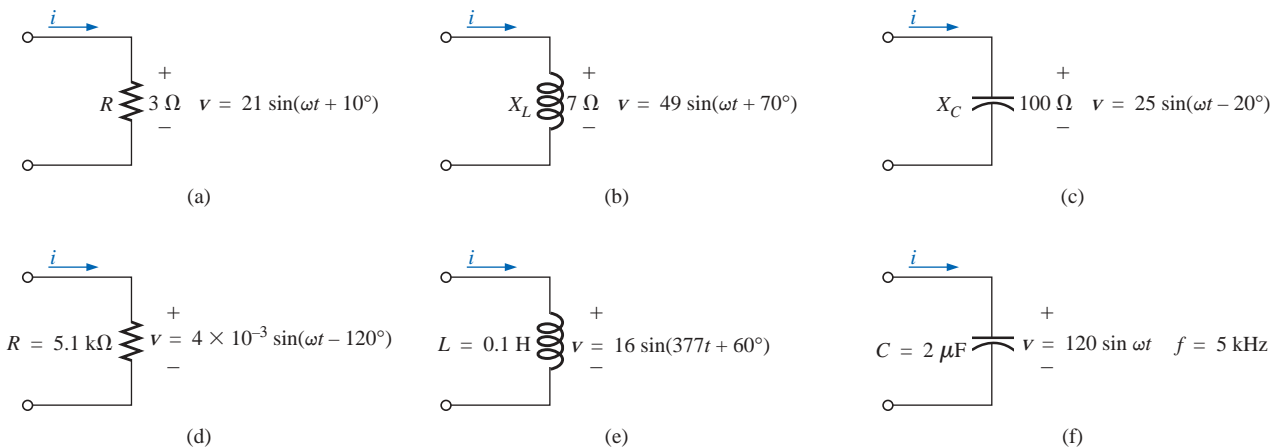 i i i
+ + +
R 3 Ω v = 21 sin(ωt + 10°) X_L 7 Ω v = 49 sin(ωt + 70°) X_C 100 Ω v = 25 sin(ωt – 20°)
– – –
(a) (b) (c)
i i i
+ + +
R = 5.1 kΩ v = 4 × 10^–3 sin(ωt – 120°) L = 0.1 H v = 16 sin(377t + 60°) C = 2 μF v = 120 sin ωt f = 5 kHz
– – –
(d) (e) (f)